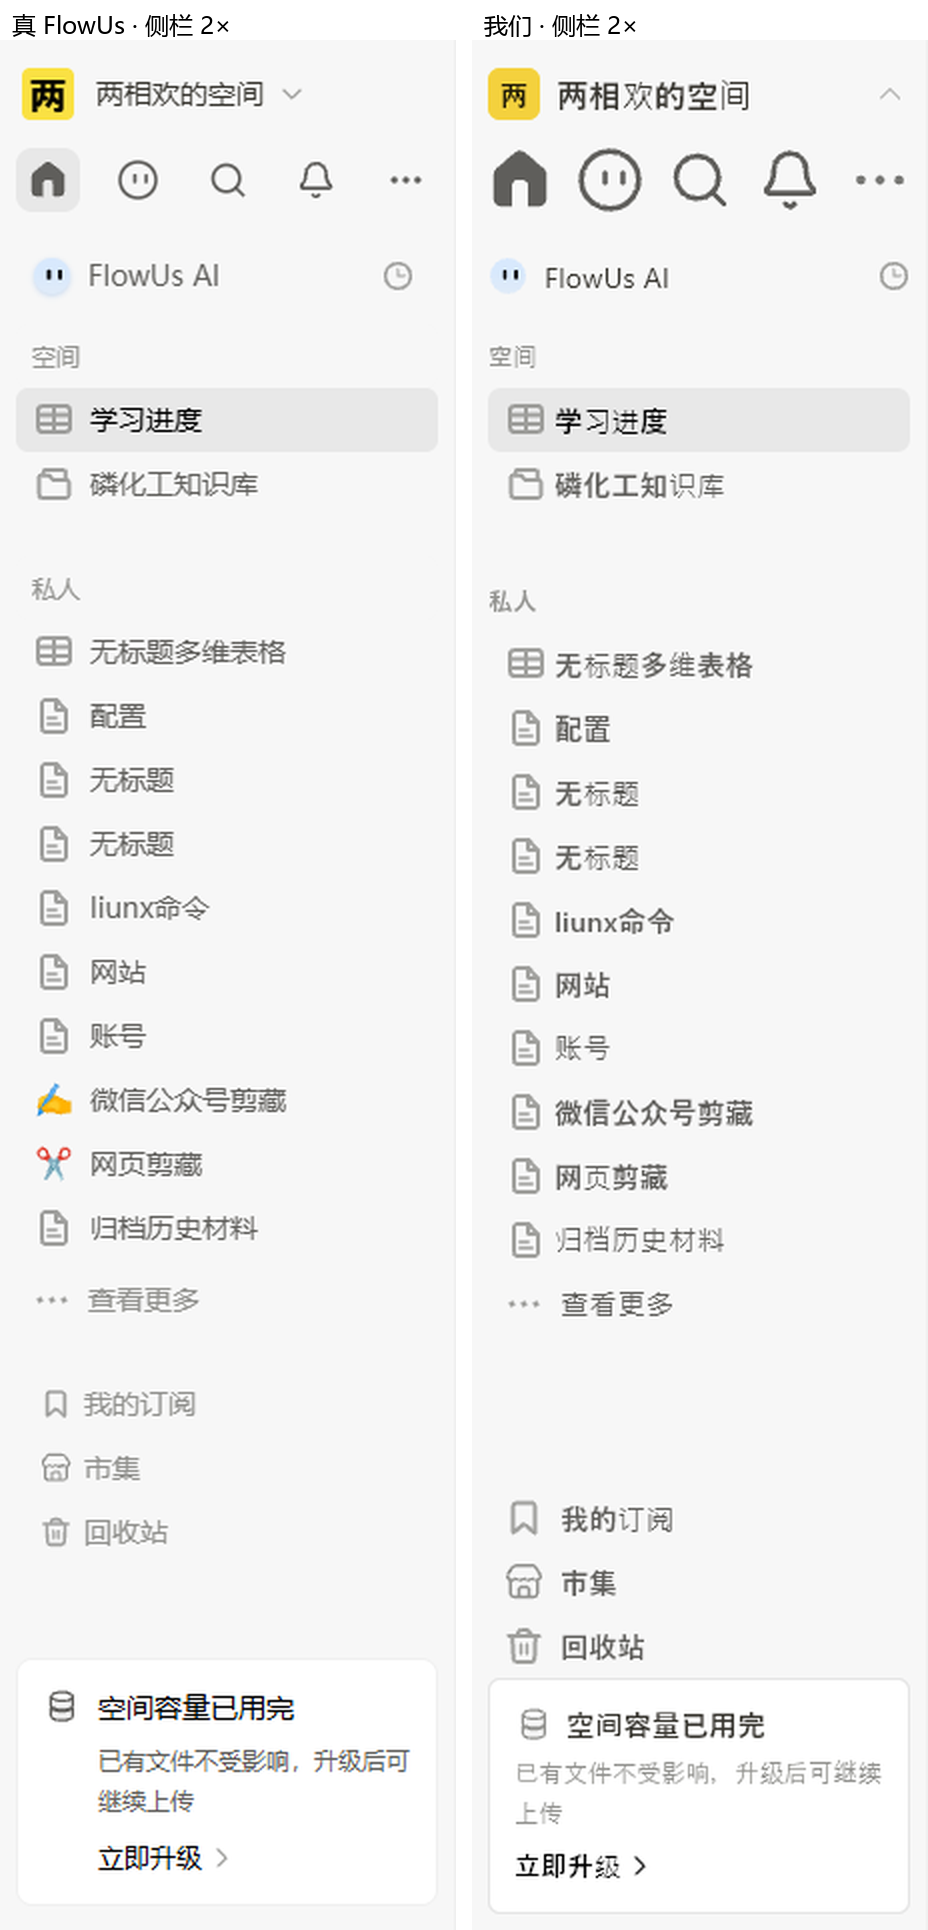 真 FlowUs · 侧栏 2×
两 两相欢的空间
FlowUs AI
空间
学习进度
磷化工知识库
私人
无标题多维表格
配置
无标题
无标题
liunx命令
网站
账号
微信公众号剪藏
网页剪藏
归档历史材料
查看更多
我的订阅
市集
回收站
空间容量已用完
已有文件不受影响，升级后可
继续上传
立即升级
我们 · 侧栏 2×
两 两相欢的空间
FlowUs AI
空间
学习进度
磷化工知识库
私人
无标题多维表格
配置
无标题
无标题
liunx命令
网站
账号
微信公众号剪藏
网页剪藏
归档历史材料
查看更多
我的订阅
市集
回收站
空间容量已用完
已有文件不受影响，升级后可继续
上传
立即升级